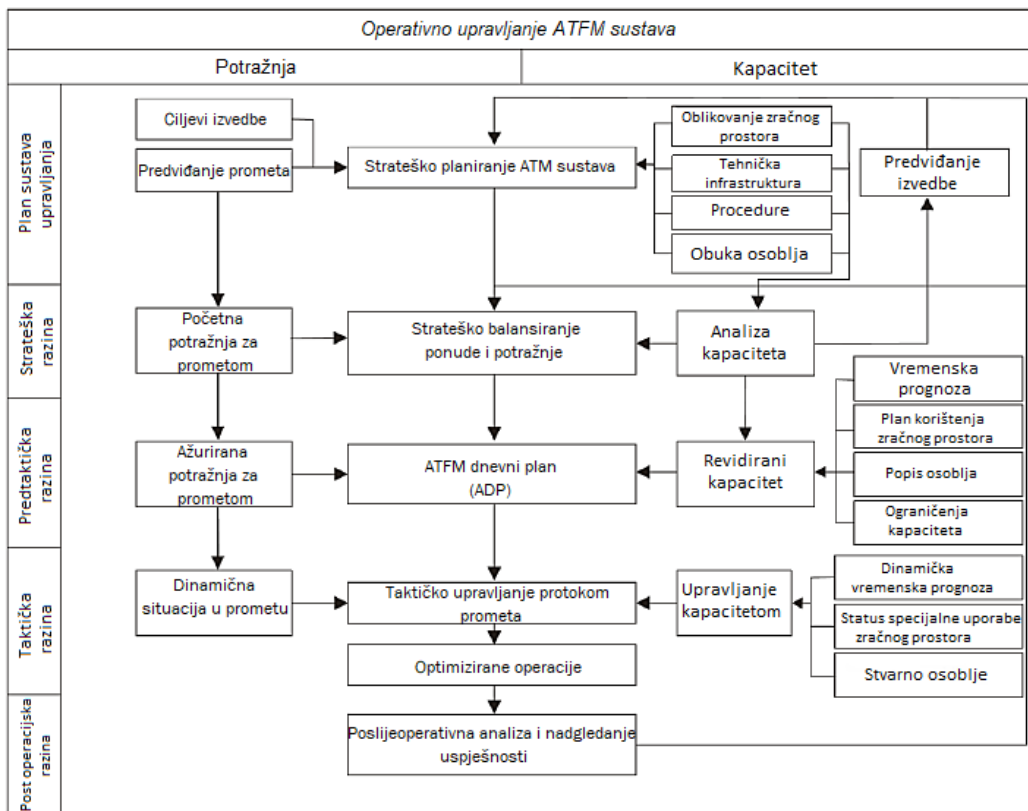 Operativno upravljanje ATFM sustava
Potražnja
Kapacitet
Plan sustava
upravljanja
Ciljevi izvedbe
Predviđanje prometa
Strateško planiranje ATM sustava
Oblikovanje zračnog
prostora
Tehnička
infrastruktura
Procedure
Obuka osoblja
Predviđanje
izvedbe
Strateška
razina
Početna
potražnja za
prometom
Strateško balansiranje
ponude i potražnje
Analiza
kapaciteta
Predtaktička
razina
Ažurirana
potražnja za
prometom
ATFM dnevni plan
(ADP)
Revidirani
kapacitet
Vremenska
prognoza
Plan korištenja
zračnog prostora
Popis osoblja
Ograničenja
kapaciteta
Taktička
razina
Dinamična
situacija u prometu
Taktičko upravljanje protokom
prometa
Upravljanje
kapacitetom
Dinamička
vremenska prognoza
Status specijalne uporabe
zračnog prostora
Stvarno osoblje
Optimizirane operacije
Post operacijska
razina
Poslijeoperativna analiza i nadgledanje
uspješnosti